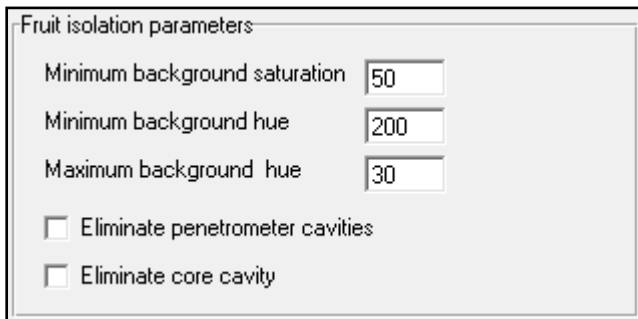 Fruit isolation parameters
Minimum background saturation 50
Minimum background hue 200
Maximum background hue 30
Eliminate penetrometer cavities
Eliminate core cavity